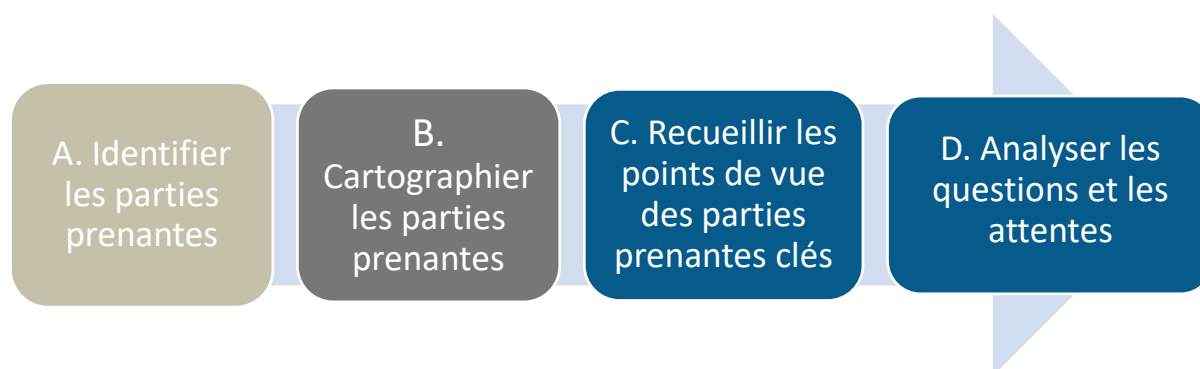 A. Identifier
les parties
prenantes
B.
Cartographier
les parties
prenantes
C. Recueillir les
points de vue
des parties
prenantes clés
D. Analyser les
questions et les
attentes